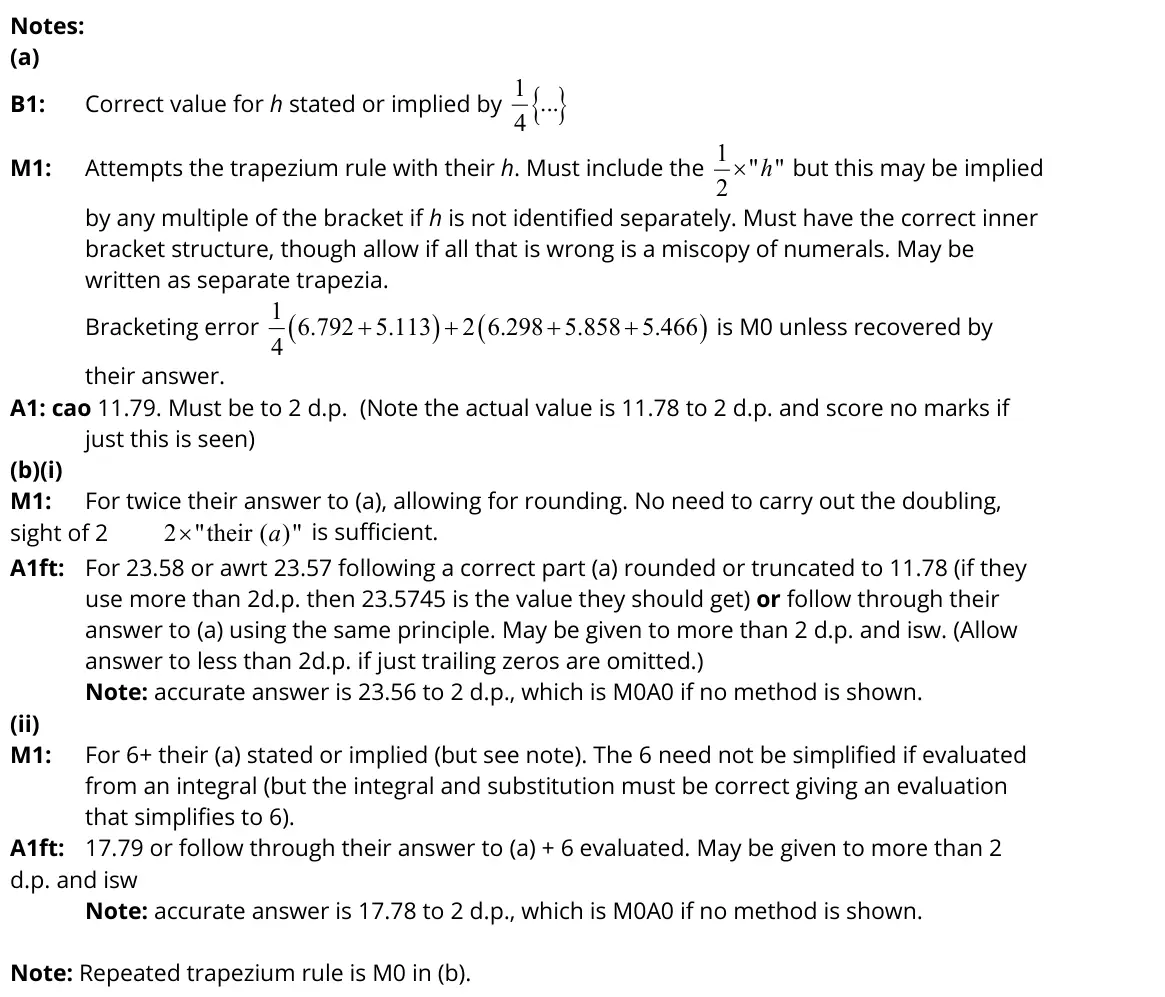 Notes:
(a)
B1: Correct value for h stated or implied by 1/4{...}
M1: Attempts the trapezium rule with their h. Must include the 1/2×"h" but this may be implied
by any multiple of the bracket if h is not identified separately. Must have the correct inner
bracket structure, though allow if all that is wrong is a miscopy of numerals. May be
written as separate trapezia.
Bracketing error 1/4(6.792+5.113)+2(6.298+5.858+5.466) is M0 unless recovered by
their answer.
A1: cao 11.79. Must be to 2 d.p. (Note the actual value is 11.78 to 2 d.p. and score no marks if
just this is seen)
(b)(i)
M1: For twice their answer to (a), allowing for rounding. No need to carry out the doubling,
sight of 2 2×"their (a)" is sufficient.
A1ft: For 23.58 or awrt 23.57 following a correct part (a) rounded or truncated to 11.78 (if they
use more than 2d.p. then 23.5745 is the value they should get) or follow through their
answer to (a) using the same principle. May be given to more than 2 d.p. and isw. (Allow
answer to less than 2d.p. if just trailing zeros are omitted.)
Note: accurate answer is 23.56 to 2 d.p., which is M0A0 if no method is shown.
(ii)
M1: For 6+ their (a) stated or implied (but see note). The 6 need not be simplified if evaluated
from an integral (but the integral and substitution must be correct giving an evaluation
that simplifies to 6).
A1ft: 17.79 or follow through their answer to (a) + 6 evaluated. May be given to more than 2
d.p. and isw
Note: accurate answer is 17.78 to 2 d.p., which is M0A0 if no method is shown.
Note: Repeated trapezium rule is M0 in (b).